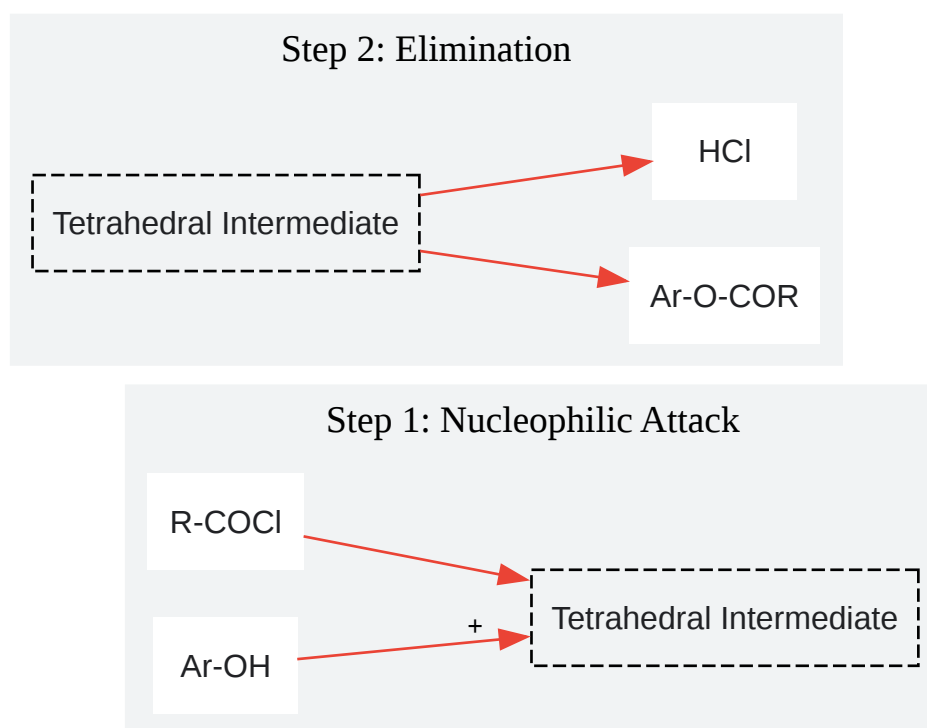 Step 2: Elimination
HCl
Tetrahedral Intermediate
Ar-O-COR
Step 1: Nucleophilic Attack
R-COCl
Tetrahedral Intermediate
+
Ar-OH